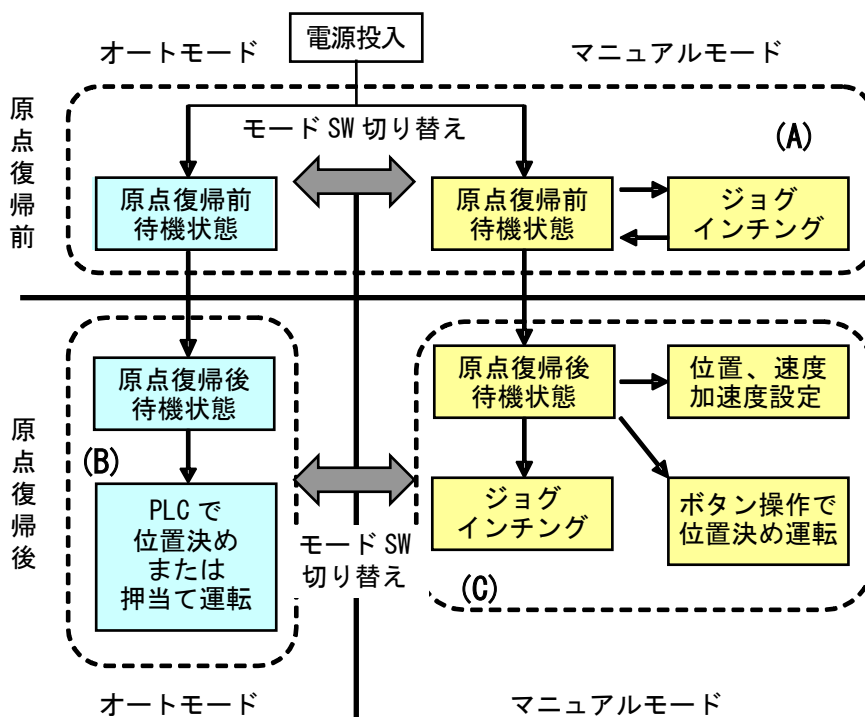 電源投入
オートモード
マニュアルモード
原点復帰前
モード SW 切り替え
(A)
原点復帰前
待機状態
原点復帰前
待機状態
ジョグ
インチング
原点復帰後
原点復帰後
待機状態
(B)
PLC で
位置決め
または
押当て運転
モード SW
切り替え
原点復帰後
待機状態
位置、速度
加速度設定
ジョグ
インチング
ボタン操作で
位置決め運転
(C)
オートモード
マニュアルモード